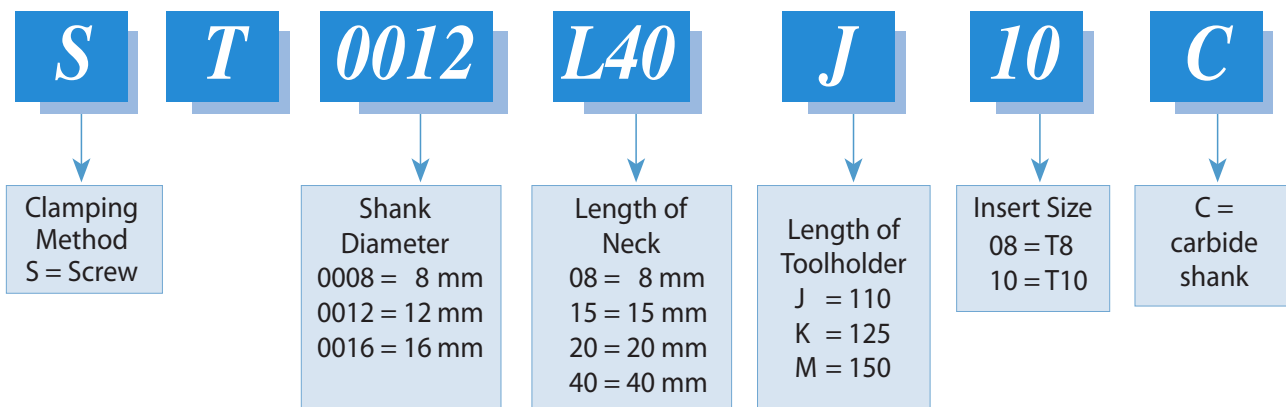 S T 0012 L40 J 10 C
Clamping
Method
S = Screw
Shank
Diameter
0008 = 8 mm
0012 = 12 mm
0016 = 16 mm
Length of
Neck
08 = 8 mm
15 = 15 mm
20 = 20 mm
40 = 40 mm
Length of
Toolholder
J = 110
K = 125
M = 150
Insert Size
08 = T8
10 = T10
C =
carbide
shank